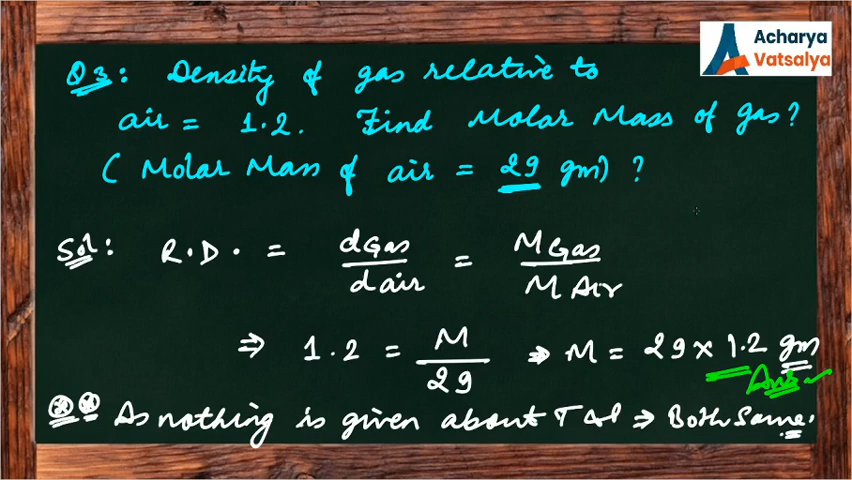 Acharya
Vatsalya
Q3: Density of gas relative to
air = 1.2. Find Molar Mass of gas?
( Molar Mass of air = 29 gm) ?
Sol: R.D. = dGas/dair = MGas/MAir
⇒ 1.2 = M/29 ⇒ M = 29 × 1.2 gm
Ans
As nothing is given about T & P ⇒ Both Same.